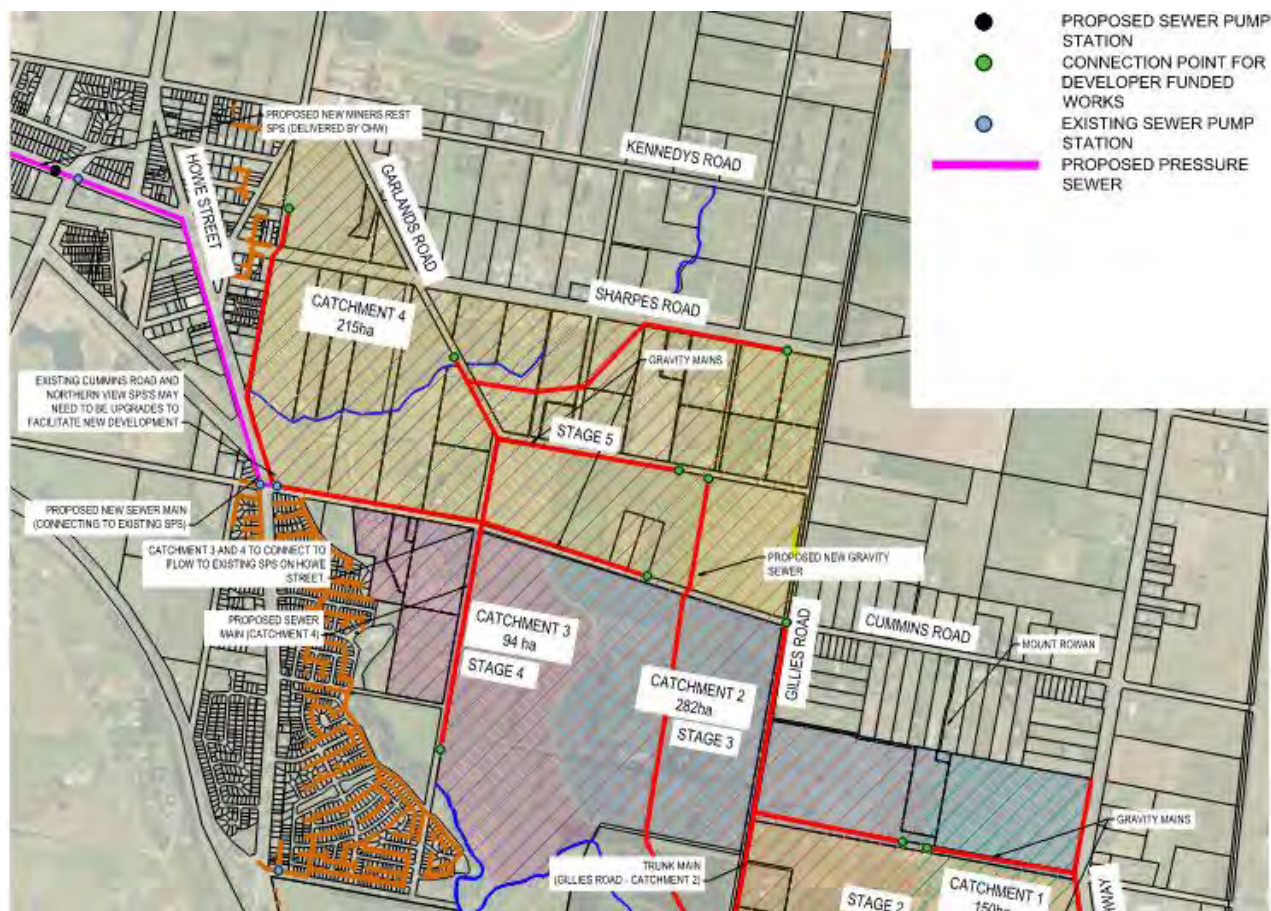 PROPOSED SEWER PUMP
STATION
CONNECTION POINT FOR
DEVELOPER FUNDED
WORKS
EXISTING SEWER PUMP
STATION
PROPOSED PRESSURE
SEWER
PROPOSED NEW MINERS REST
SPS (DELIVERED BY CHW)
KENNEDYS ROAD
HOWE STREET
GARLANDS ROAD
SHARPES ROAD
CATCHMENT 4
215ha
GRAVITY MAINS
EXISTING CUMMINS ROAD AND
NORTHERN VIEW SPS'S MAY
NEED TO BE UPGRADES TO
FACILITATE NEW DEVELOPMENT
STAGE 5
PROPOSED NEW SEWER MAIN
(CONNECTING TO EXISTING SPS)
CATCHMENT 3 AND 4 TO CONNECT TO
FLOW TO EXISTING SPS ON HOWE
STREET.
PROPOSED NEW GRAVITY
SEWER
PROPOSED SEWER
MAIN (CATCHMENT 4)
CATCHMENT 3
94 ha
STAGE 4
CUMMINS ROAD
MOUNT ROWAN
GILLIES ROAD
CATCHMENT 2
282ha
STAGE 3
GRAVITY MAINS
TRUNK MAIN
(GILLIES ROAD - CATCHMENT 2)
CATCHMENT 1
150ha
STAGE 2
WAY